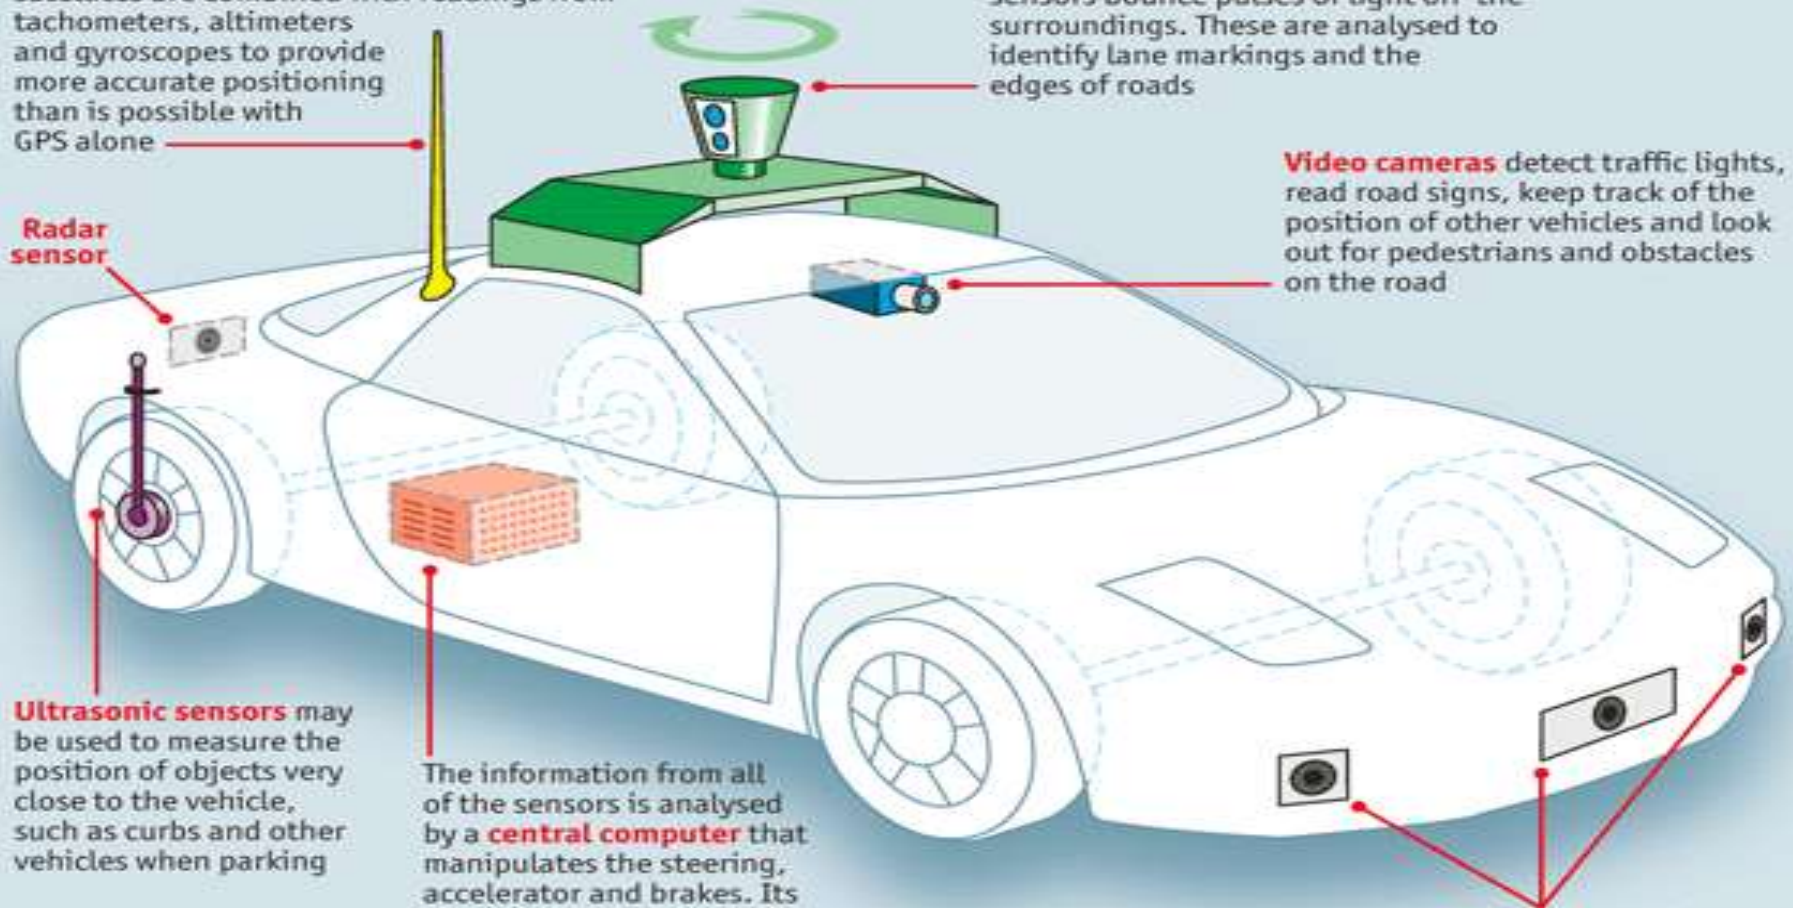 tachometers, altimeters
and gyroscopes to provide
more accurate positioning
than is possible with
GPS alone
surroundings. These are analysed to
identify lane markings and the
edges of roads
Video cameras detect traffic lights,
read road signs, keep track of the
position of other vehicles and look
out for pedestrians and obstacles
on the road
Radar
sensor
Ultrasonic sensors may
be used to measure the
position of objects very
close to the vehicle,
such as curbs and other
vehicles when parking
The information from all
of the sensors is analysed
by a central computer that
manipulates the steering,
accelerator and brakes. Its